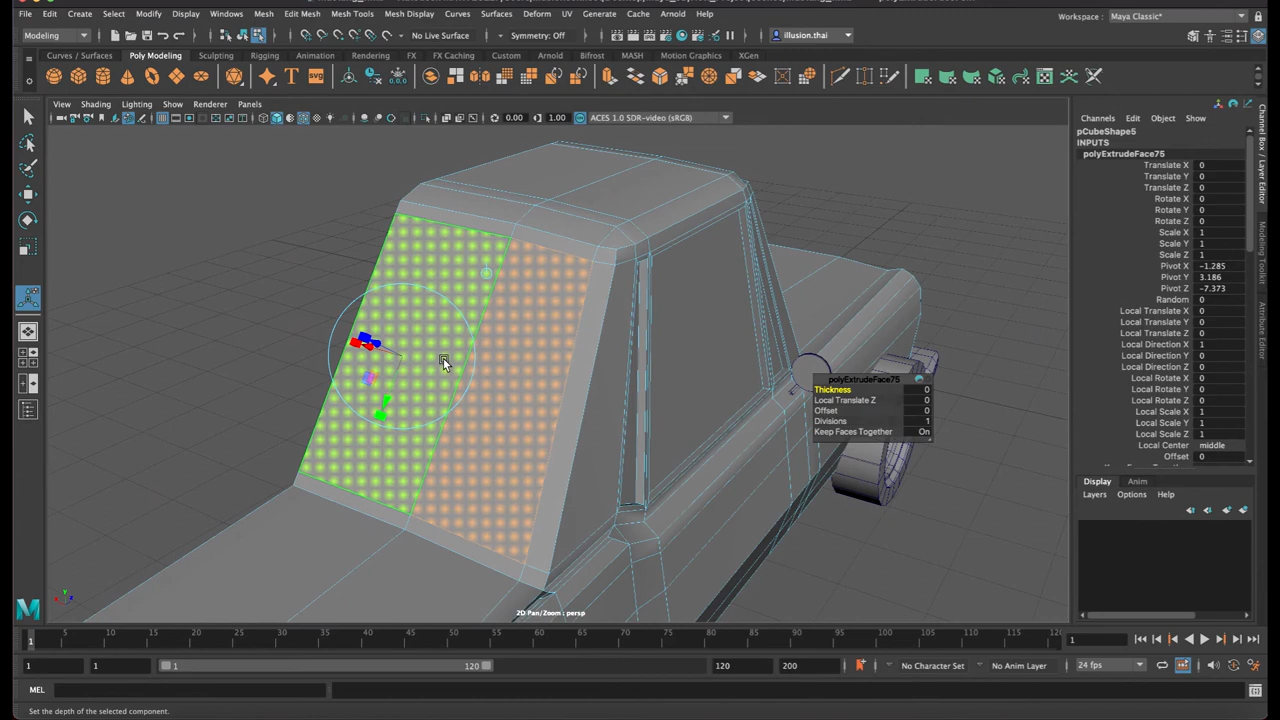 File Edit Create Select Modify Display Windows Mesh Edit Mesh Mesh Tools Mesh Display Curves Surfaces Deform UV Generate Cache Arnold Help
Workspace : Maya Classic*
Modeling No Live Surface Symmetry: Off illusion.thai
Curves / Surfaces Poly Modeling Sculpting Rigging Animation Rendering FX FX Caching Custom Arnold Bifrost MASH Motion Graphics XGen
SVG
View Shading Lighting Show Renderer Panels
0.00 1.00 ACES 1.0 SDR-video (sRGB)
Channels Edit Object Show
pCubeShape5
INPUTS
polyExtrudeFace75
Translate X 0
Translate Y 0
Translate Z 0
Rotate X 0
Rotate Y 0
Rotate Z 0
Scale X 1
Scale Y 1
Scale Z 1
Pivot X -1.285
Pivot Y 3.186
Pivot Z -7.373
Random 0
Local Translate X 0
Local Translate Y 0
Local Translate Z 0
Local Direction X 1
Local Direction Y 0
Local Direction Z 0
Local Rotate X 0
Local Rotate Y 0
Local Rotate Z 0
Local Scale X 1
Local Scale Y 1
Local Scale Z 1
Local Center middle
Offset 0
Channel Box / Layer Editor
Modeling Toolkit
Attribute Editor
polyExtrudeFace75
Thickness 0
Local Translate Z 0
Offset 0
Divisions 1
Keep Faces Together On
Display Anim
Layers Options Help
2D Pan/Zoom : persp
1 5 10 15 20 25 30 35 40 45 50 55 60 65 70 75 80 85 90 95 100 105 110 115 12 1
1 1 1 120 120 200 No Character Set No Anim Layer 24 fps
MEL
Set the depth of the selected component.